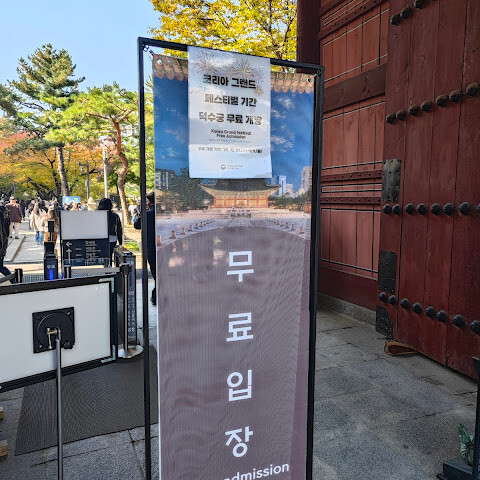 코리아 그랜드
페스티벌 기간
덕수궁 무료 개방
Korea Grand Festival
Free Admission
무
료
입
장
admission